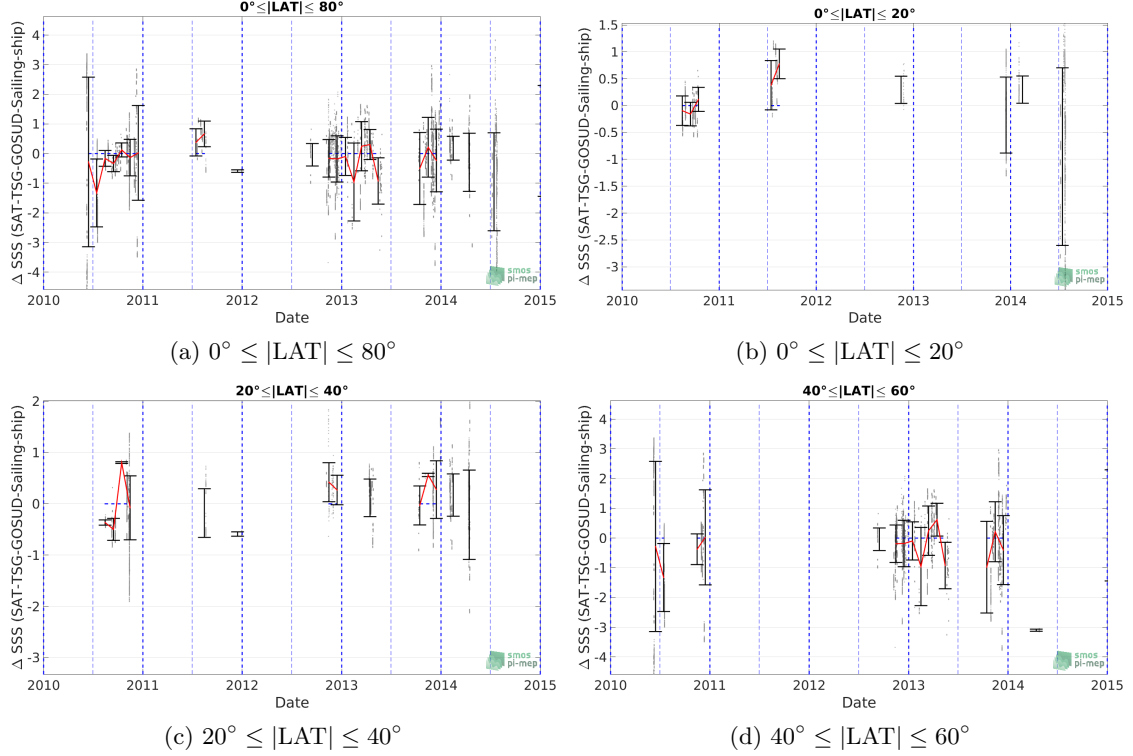 0°≤|LAT|≤ 80°
Δ SSS (SAT-TSG-GOSUD-Sailing-ship)
4
3
2
1
0
-1
-2
-3
-4
2010 2011 2012 2013 2014 2015
Date
smos
pi-mep
(a) 0° ≤ |LAT| ≤ 80°
0°≤|LAT|≤ 20°
Δ SSS (SAT-TSG-GOSUD-Sailing-ship)
1.5
1
0.5
0
-0.5
-1
-1.5
-2
-2.5
-3
2010 2011 2012 2013 2014 2015
Date
smos
pi-mep
(b) 0° ≤ |LAT| ≤ 20°
20°≤|LAT|≤ 40°
Δ SSS (SAT-TSG-GOSUD-Sailing-ship)
2
1
0
-1
-2
-3
2010 2011 2012 2013 2014 2015
Date
smos
pi-mep
(c) 20° ≤ |LAT| ≤ 40°
40°≤|LAT|≤ 60°
Δ SSS (SAT-TSG-GOSUD-Sailing-ship)
4
3
2
1
0
-1
-2
-3
-4
2010 2011 2012 2013 2014 2015
Date
smos
pi-mep
(d) 40° ≤ |LAT| ≤ 60°